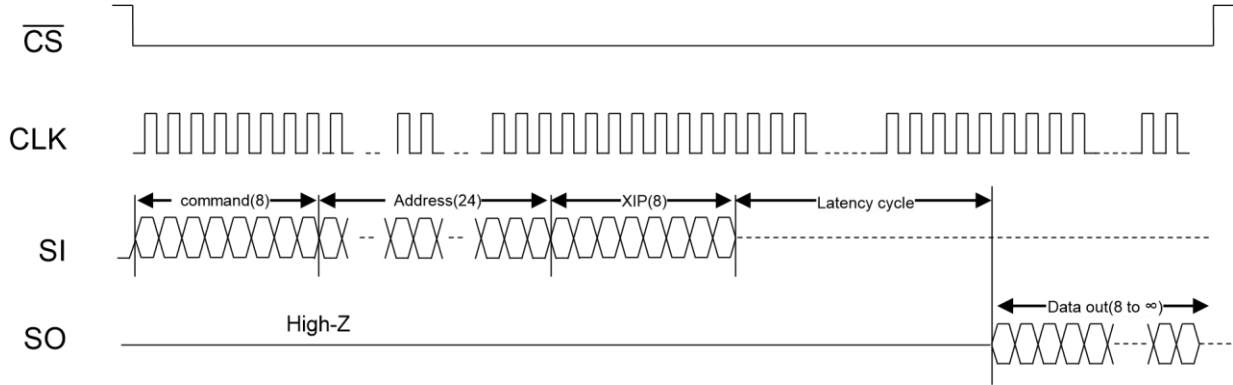 CS
CLK
command(8) Address(24) XIP(8) Latency cycle
SI
Data out(8 to ∞)
High-Z
SO